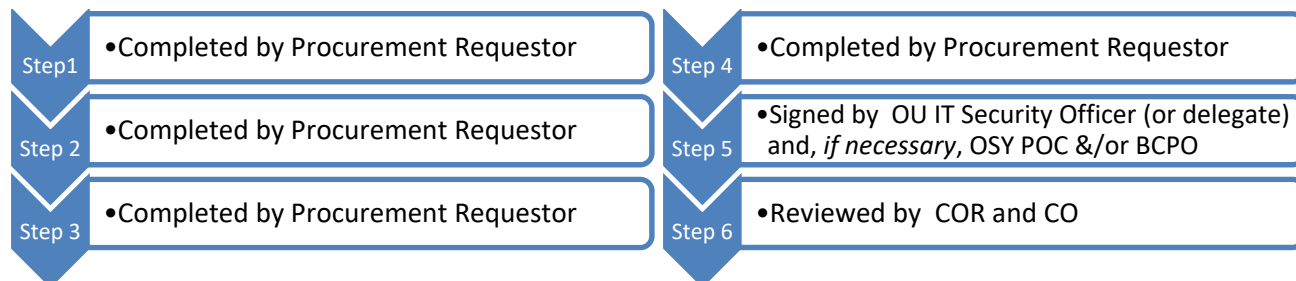 Step1
•Completed by Procurement Requestor
Step 2
•Completed by Procurement Requestor
Step 3
•Completed by Procurement Requestor
Step 4
•Completed by Procurement Requestor
Step 5
•Signed by OU IT Security Officer (or delegate)
and, if necessary, OSY POC &/or BCPO
Step 6
•Reviewed by COR and CO